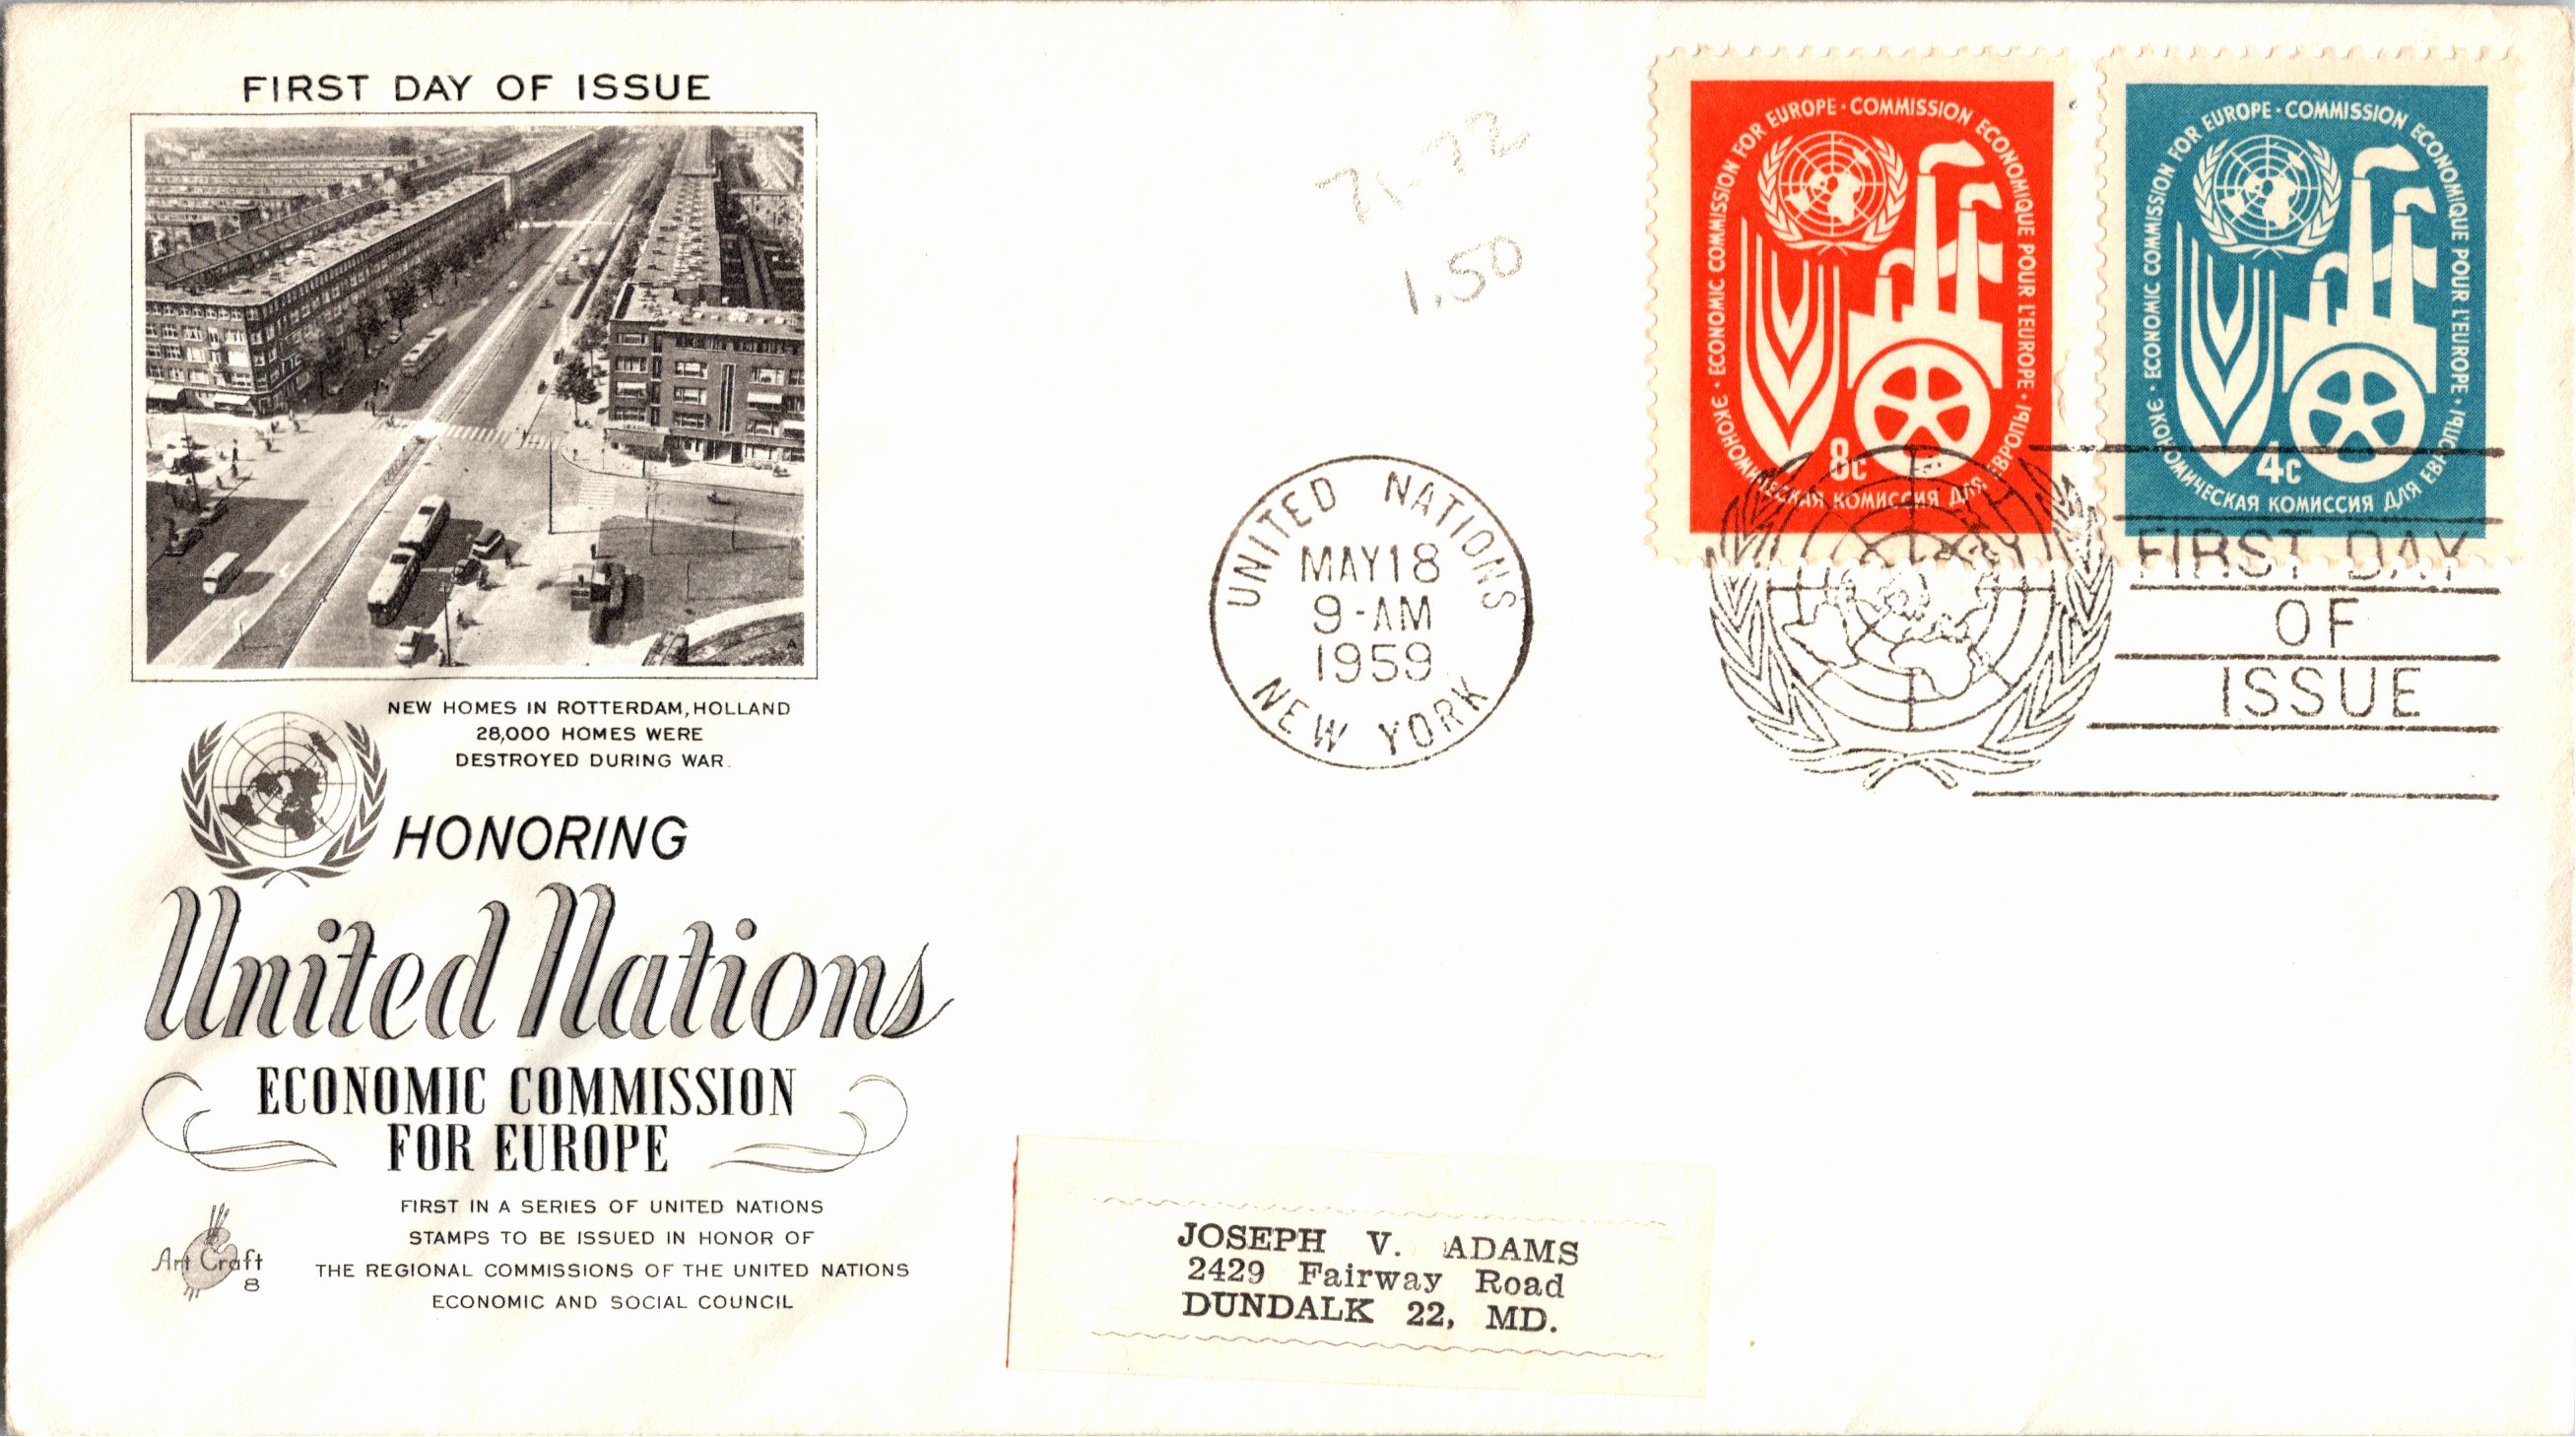 FIRST DAY OF ISSUE
NEW HOMES IN ROTTERDAM, HOLLAND
28,000 HOMES WERE
DESTROYED DURING WAR.
HONORING
United Nations
ECONOMIC COMMISSION
FOR EUROPE
FIRST IN A SERIES OF UNITED NATIONS
STAMPS TO BE ISSUED IN HONOR OF
THE REGIONAL COMMISSIONS OF THE UNITED NATIONS
ECONOMIC AND SOCIAL COUNCIL
Art Craft
8
71-72
1.50
UNITED NATIONS
MAY 18
9-AM
1959
NEW YORK
ECONOMIC COMMISSION FOR EUROPE · COMMISSION ECONOMIQUE POUR L'EUROPE · ЭКОНОМИЧЕСКАЯ КОМИССИЯ ДЛЯ ЕВРОПЫ ·
8c
ECONOMIC COMMISSION FOR EUROPE · COMMISSION ECONOMIQUE POUR L'EUROPE · ЭКОНОМИЧЕСКАЯ КОМИССИЯ ДЛЯ ЕВРОПЫ ·
4c
FIRST DAY
OF
ISSUE
JOSEPH V. ADAMS
2429 Fairway Road
DUNDALK 22, MD.